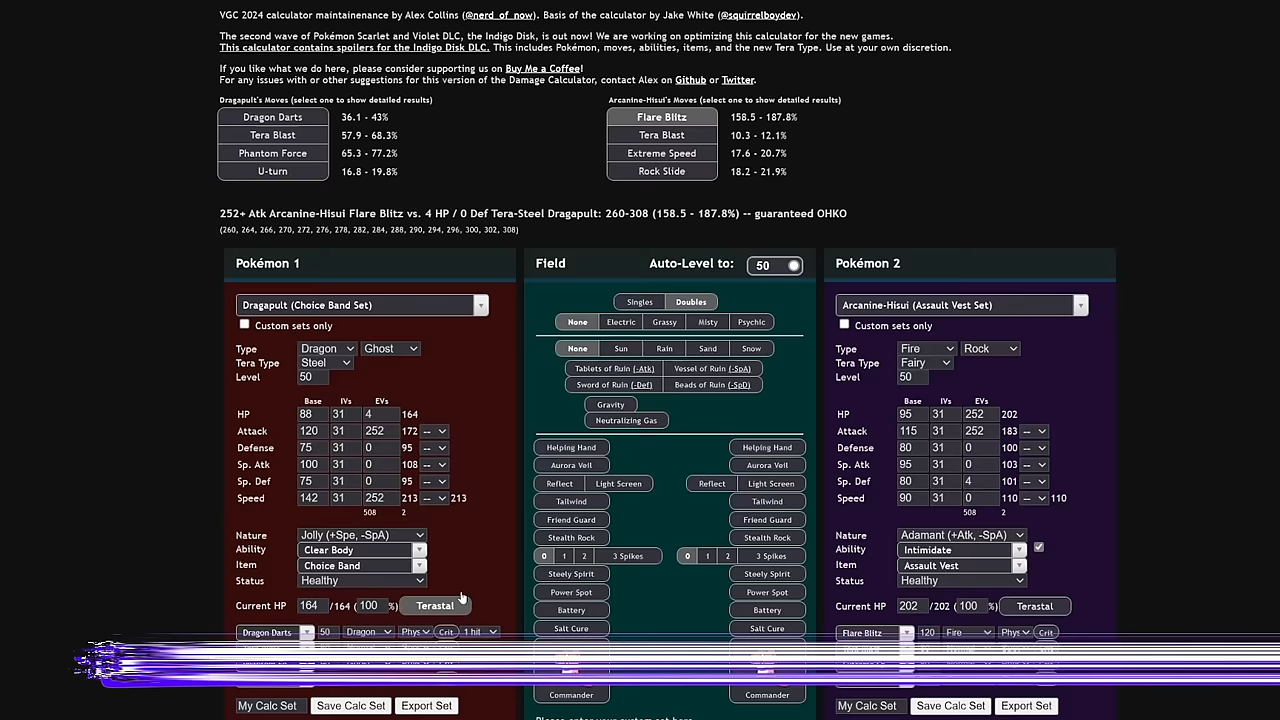 VGC 2024 calculator maintainenance by Alex Collins (@nerd_of_now). Basis of the calculator by Jake White (@squirrelboydev).
The second wave of Pokémon Scarlet and Violet DLC, the Indigo Disk, is out now! We are working on optimizing this calculator for the new games.
This calculator contains spoilers for the Indigo Disk DLC. This includes Pokémon, moves, abilities, items, and the new Tera Type. Use at your own discretion.
If you like what we do here, please consider supporting us on Buy Me a Coffee!
For any issues with or other suggestions for this version of the Damage Calculator, contact Alex on Github or Twitter.
Dragapult's Moves (select one to show detailed results) Arcanine-Hisui's Moves (select one to show detailed results)
Dragon Darts 36.1 - 43% Flare Blitz 158.5 - 187.8%
Tera Blast 57.9 - 68.3% Tera Blast 10.3 - 12.1%
Phantom Force 65.3 - 77.2% Extreme Speed 17.6 - 20.7%
U-turn 16.8 - 19.8% Rock Slide 18.2 - 21.9%
252+ Atk Arcanine-Hisui Flare Blitz vs. 4 HP / 0 Def Tera-Steel Dragapult: 260-308 (158.5 - 187.8%) -- guaranteed OHKO
(260, 264, 266, 270, 272, 276, 278, 282, 284, 288, 290, 294, 296, 300, 302, 308)
Pokémon 1
Dragapult (Choice Band Set)
Custom sets only
Type Dragon Ghost
Tera Type Steel
Level 50
Base IVs EVs
HP 88 31 4 164
Attack 120 31 252 172 --
Defense 75 31 0 95 --
Sp. Atk 100 31 0 108 --
Sp. Def 75 31 0 95 --
Speed 142 31 252 213 -- 213
508 2
Nature Jolly (+Spe, -SpA)
Ability Clear Body
Item Choice Band
Status Healthy
Current HP 164 /164 ( 100 %) Terastal
Dragon Darts 50 Dragon Phys Crit 1 hit
My Calc Set Save Calc Set Export Set
Field Auto-Level to: 50
Singles Doubles
None Electric Grassy Misty Psychic
None Sun Rain Sand Snow
Tablets of Ruin (-Atk) Vessel of Ruin (-SpA)
Sword of Ruin (-Def) Beads of Ruin (-SpD)
Gravity
Neutralizing Gas
Helping Hand Helping Hand
Aurora Veil Aurora Veil
Reflect Light Screen Reflect Light Screen
Tailwind Tailwind
Friend Guard Friend Guard
Stealth Rock Stealth Rock
0 1 2 3 Spikes 0 1 2 3 Spikes
Steely Spirit Steely Spirit
Power Spot Power Spot
Battery Battery
Salt Cure Salt Cure
Commander Commander
Pokémon 2
Arcanine-Hisui (Assault Vest Set)
Custom sets only
Type Fire Rock
Tera Type Fairy
Level 50
Base IVs EVs
HP 95 31 252 202
Attack 115 31 252 183 --
Defense 80 31 0 100 --
Sp. Atk 95 31 0 103 --
Sp. Def 80 31 4 101 --
Speed 90 31 0 110 -- 110
508 2
Nature Adamant (+Atk, -SpA)
Ability Intimidate
Item Assault Vest
Status Healthy
Current HP 202 /202 ( 100 %) Terastal
Flare Blitz 120 Fire Phys Crit
My Calc Set Save Calc Set Export Set